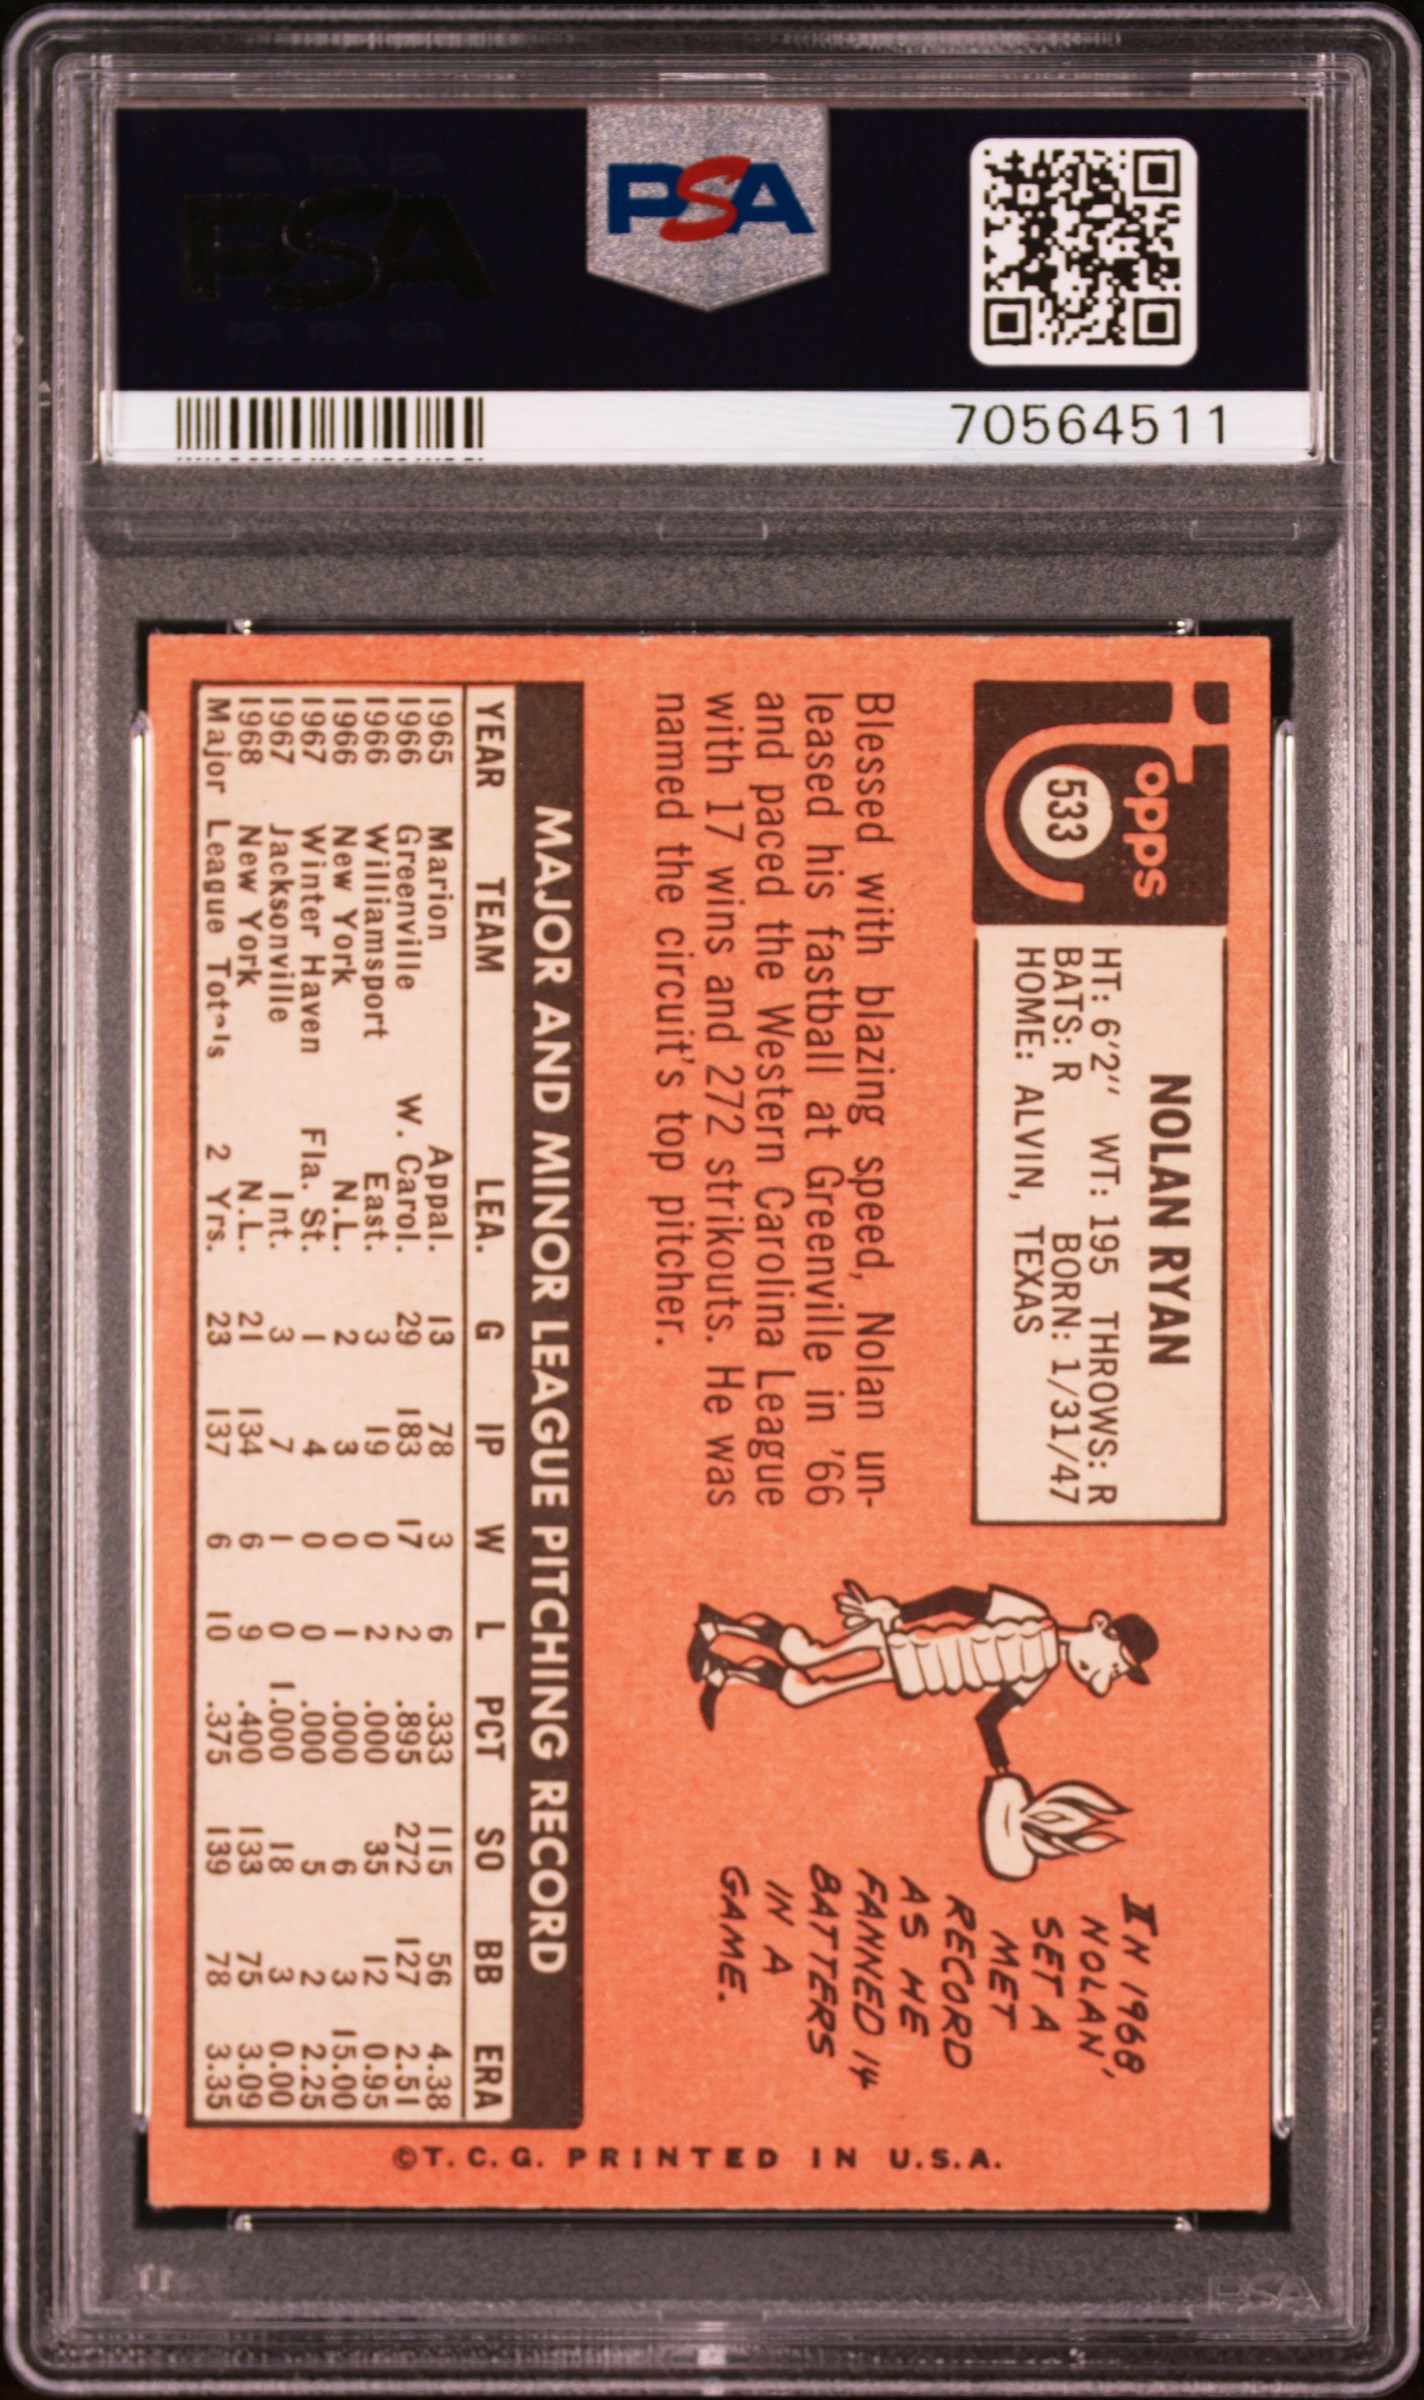 PSA
PSA
70564511
Topps
533
NOLAN RYAN
HT: 6'2" WT: 195 THROWS: R
BATS: R BORN: 1/31/47
HOME: ALVIN, TEXAS
Blessed with blazing speed, Nolan un-
leased his fastball at Greenville in '66
and paced the Western Carolina League
with 17 wins and 272 strikouts. He was
named the circuit's top pitcher.
IN 1968
NOLAN,
SET A
MET
RECORD
AS HE
FANNED 14
BATTERS
IN A
GAME.
MAJOR AND MINOR LEAGUE PITCHING RECORD
YEAR TEAM LEA. G IP W L PCT SO BB ERA
1965 Marion Appal. 13 78 3 6 .333 115 56 4.38
1966 Greenville W. Carol. 29 183 17 2 .895 272 127 2.51
1966 Williamsport East. 3 19 0 2 .000 35 12 0.95
1966 New York N.L. 2 3 0 1 .000 6 3 15.00
1967 Winter Haven Fla. St. 1 4 0 0 .000 5 2 2.25
1967 Jacksonville Int. 3 7 1 0 1.000 18 3 0.00
1968 New York N.L. 21 134 6 9 .400 133 75 3.09
Major League Totals 2 Yrs. 23 137 6 10 .375 139 78 3.35
©T.C.G. PRINTED IN U.S.A.
PSA